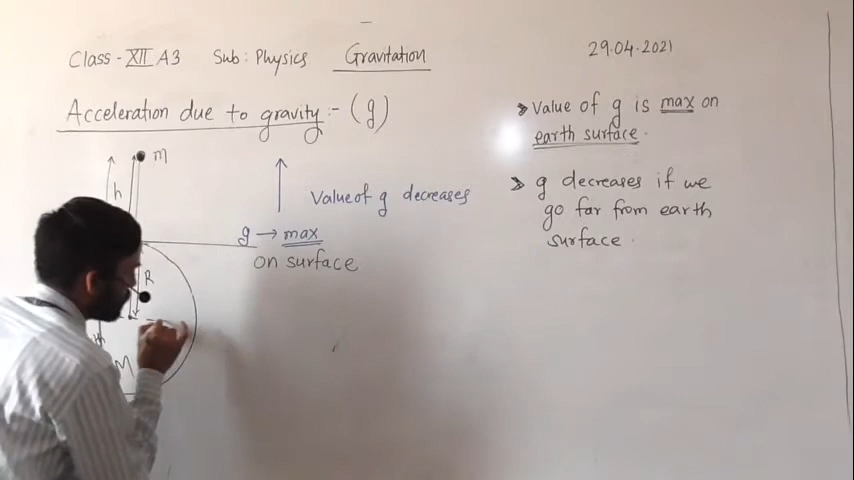 Class - XII A3 Sub: Physics Gravitation
29.04.2021
Acceleration due to gravity :- (g)
m
h
Value of g decreases
g → max
on surface
R
M
➤ Value of g is max on
earth surface.
➤ g decreases if we
go far from earth
surface.